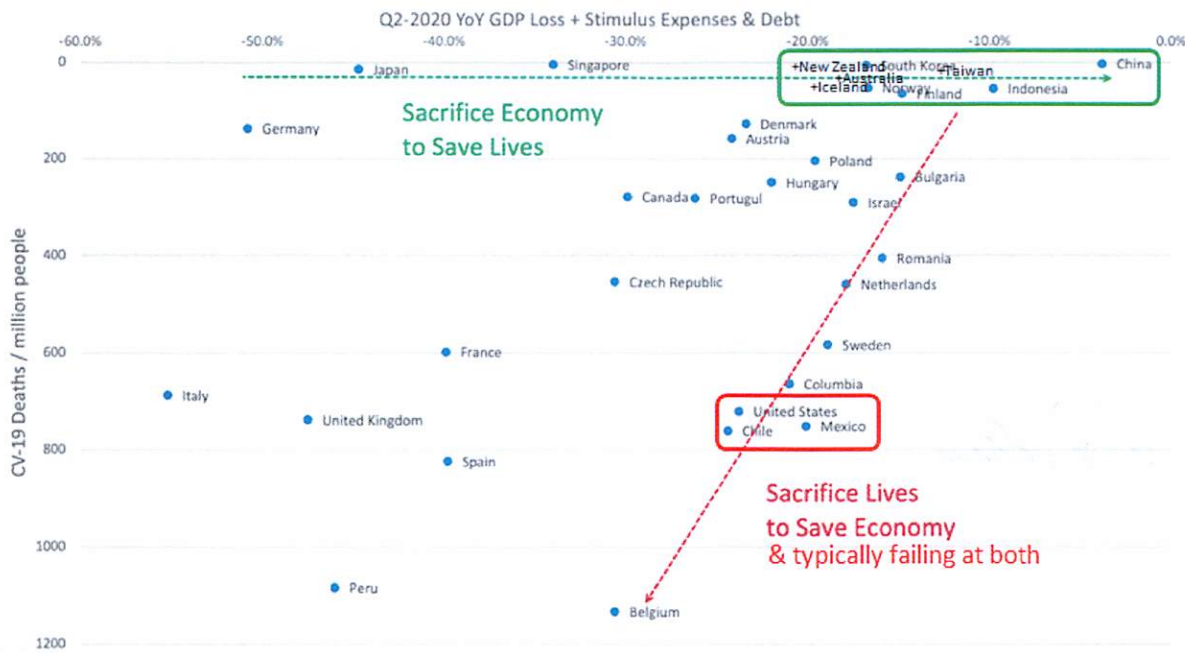 Q2-2020 YoY GDP Loss + Stimulus Expenses & Debt
-60.0% -50.0% -40.0% -30.0% -20.0% -10.0% 0.0%
0
Japan
Singapore
+New Zealand
South Korea
+Taiwan
China
+Australia
+Iceland
Norway
Finland
Indonesia
Sacrifice Economy
to Save Lives
Germany
Denmark
Austria
200
Poland
Bulgaria
Hungary
Canada
Portugul
Israel
400
Romania
Czech Republic
Netherlands
CV-19 Deaths / million people
600
Sweden
France
Columbia
Italy
United Kingdom
United States
Mexico
Chile
800
Spain
Sacrifice Lives
to Save Economy
& typically failing at both
1000
Peru
Belgium
1200